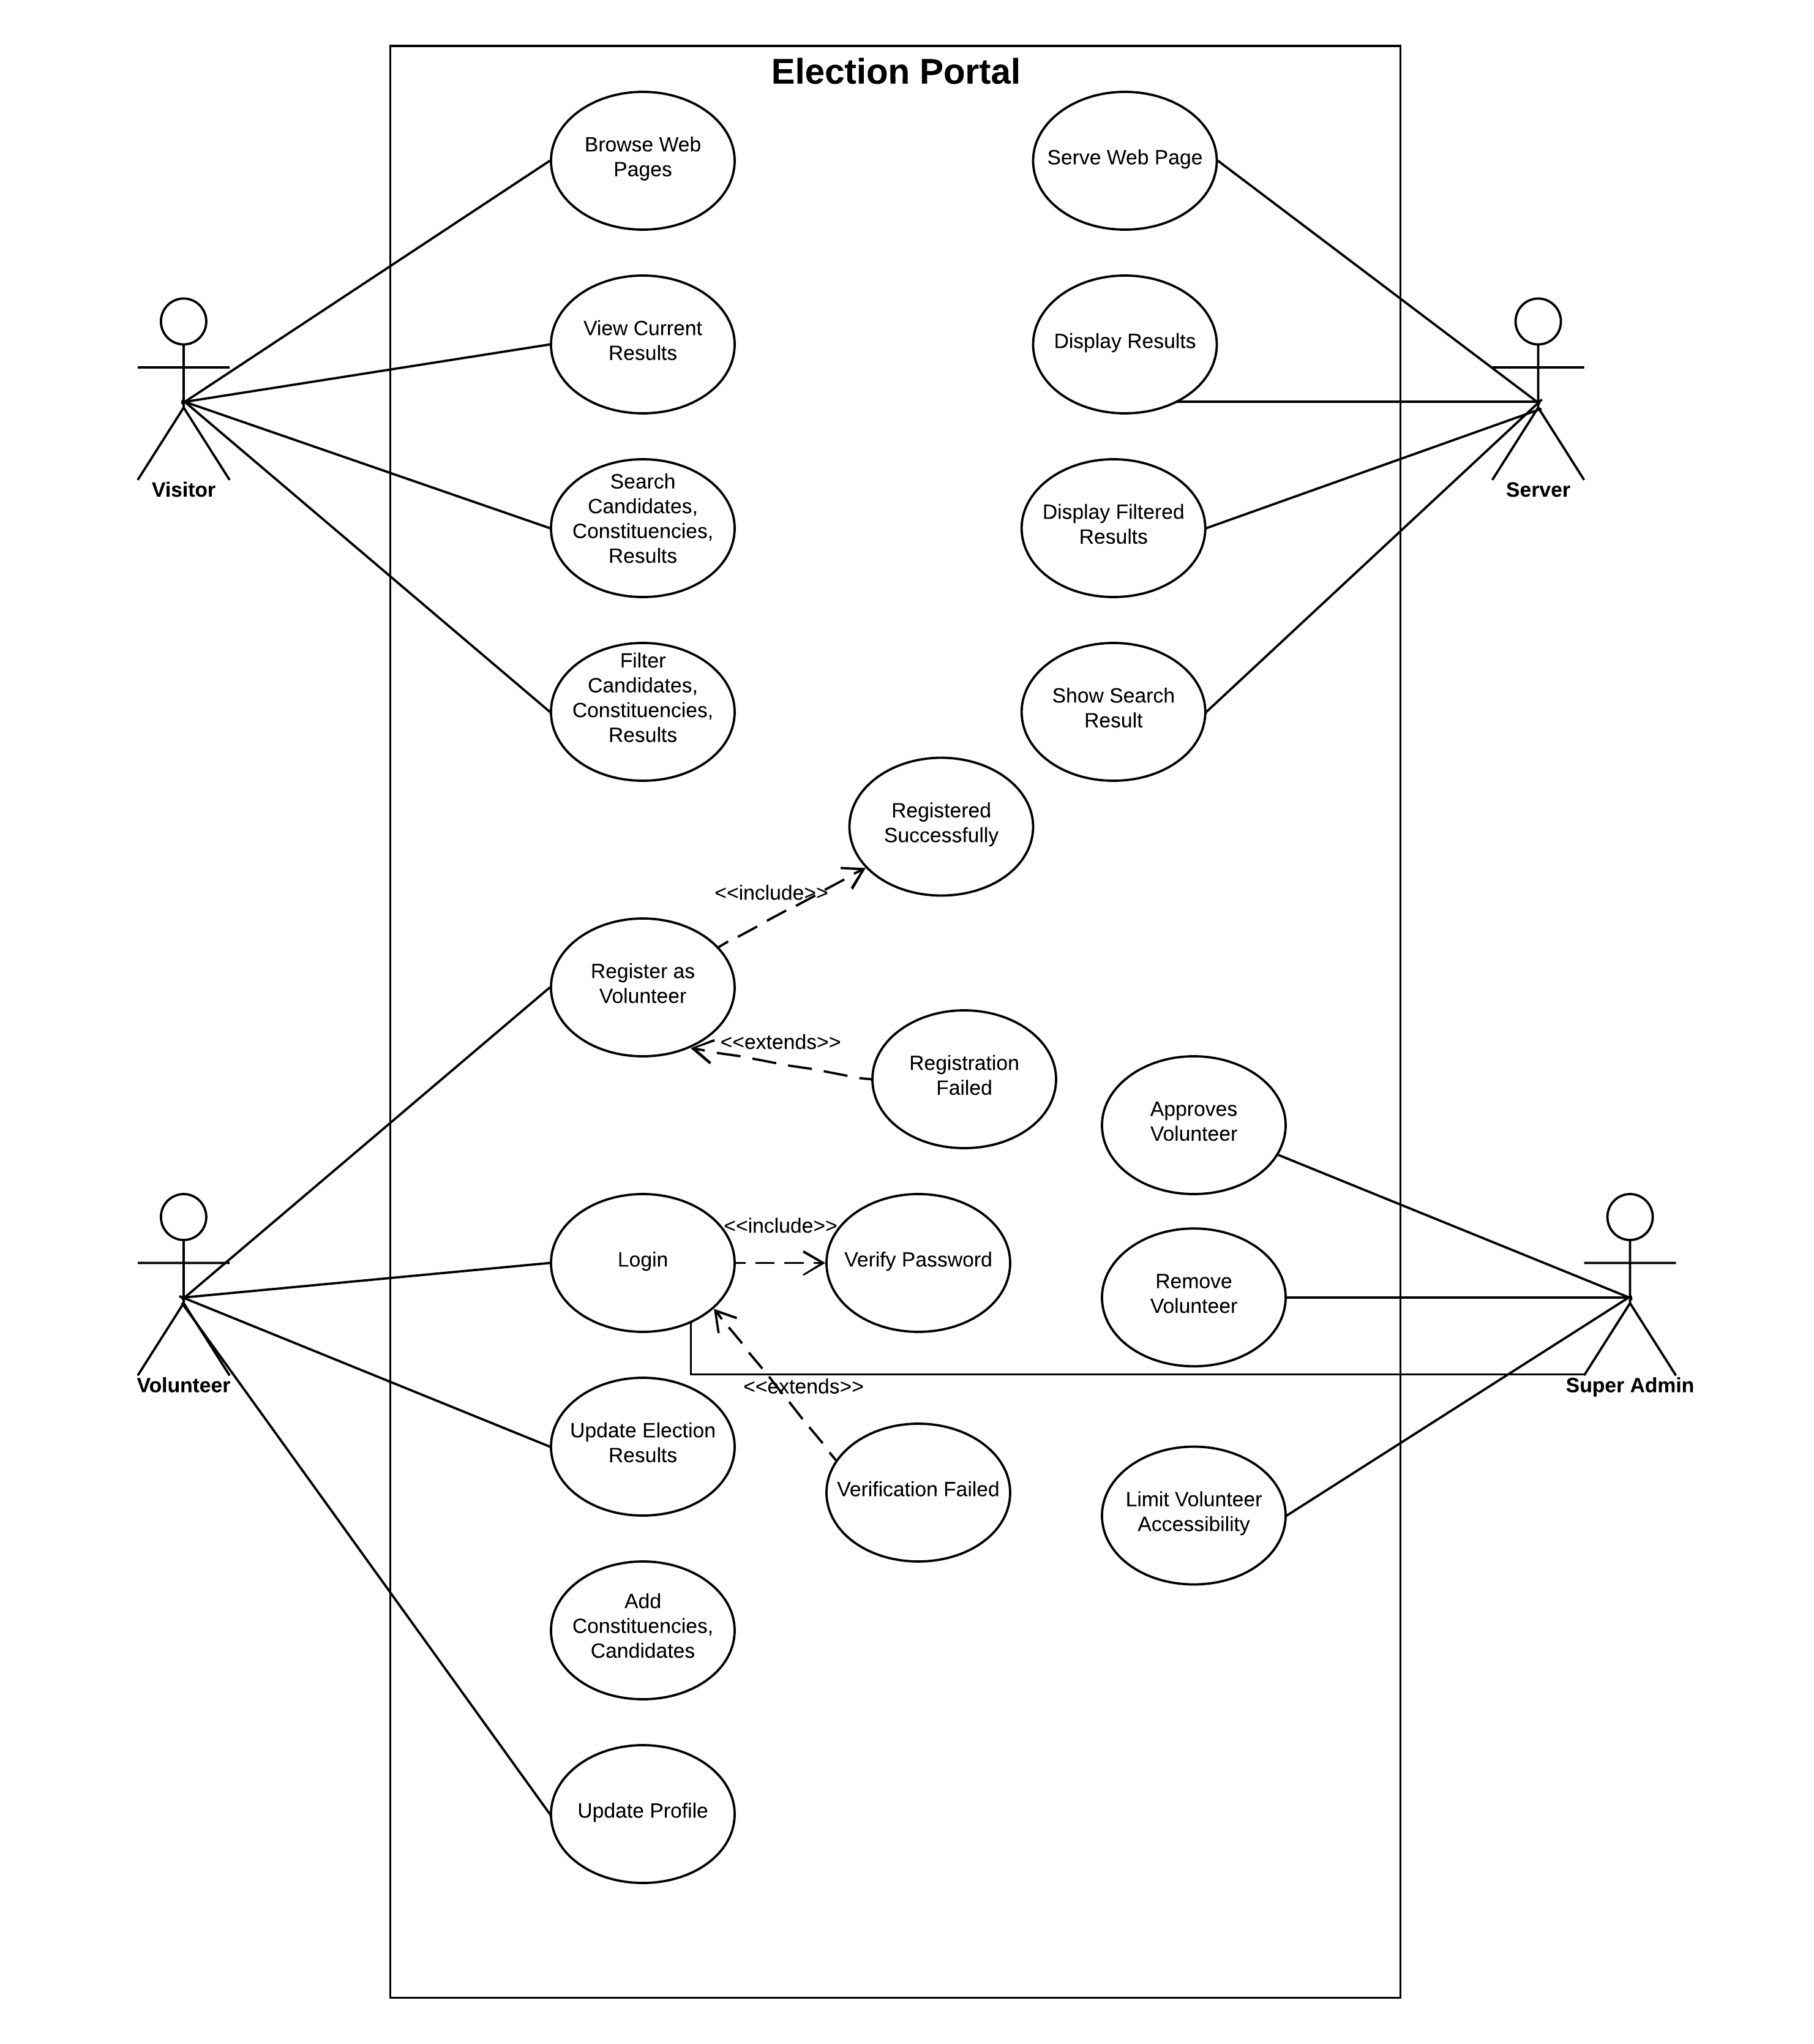 Election Portal
Browse Web
Pages
Serve Web Page
View Current
Results
Display Results
Visitor
Server
Search
Candidates,
Constituencies,
Results
Display Filtered
Results
Filter
Candidates,
Constituencies,
Results
Show Search
Result
Registered
Successfully
<<include>>
Register as
Volunteer
<<extends>>
Registration
Failed
Approves
Volunteer
Login
<<include>>
Verify Password
Remove
Volunteer
Volunteer
Super Admin
<<extends>>
Update Election
Results
Verification Failed
Limit Volunteer
Accessibility
Add
Constituencies,
Candidates
Update Profile